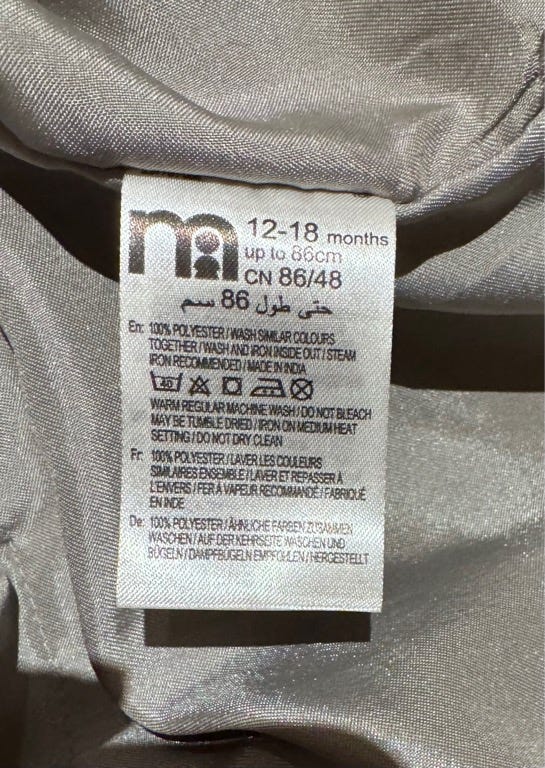 m
12-18 months
up to 86cm
CN 86/48
حتى طول 86 سم
En: 100% POLYESTER / WASH SIMILAR COLOURS
TOGETHER / WASH AND IRON INSIDE OUT / STEAM
IRON RECOMMENDED / MADE IN INDIA
40
WARM REGULAR MACHINE WASH / DO NOT BLEACH
MAY BE TUMBLE DRIED / IRON ON MEDIUM HEAT
SETTING / DO NOT DRY CLEAN
Fr: 100% POLYESTER / LAVER LES COULEURS
SIMILAIRES ENSEMBLE / LAVER ET REPASSER À
L'ENVERS / FER À VAPEUR RECOMMANDÉ / FABRIQUÉ
EN INDE
De: 100% POLYESTER / ÄHNLICHE FARBEN ZUSAMMEN
WASCHEN / AUF DER KEHRSEITE WASCHEN UND
BÜGELN / DAMPFBÜGELN EMPFOHLEN / HERGESTELLT